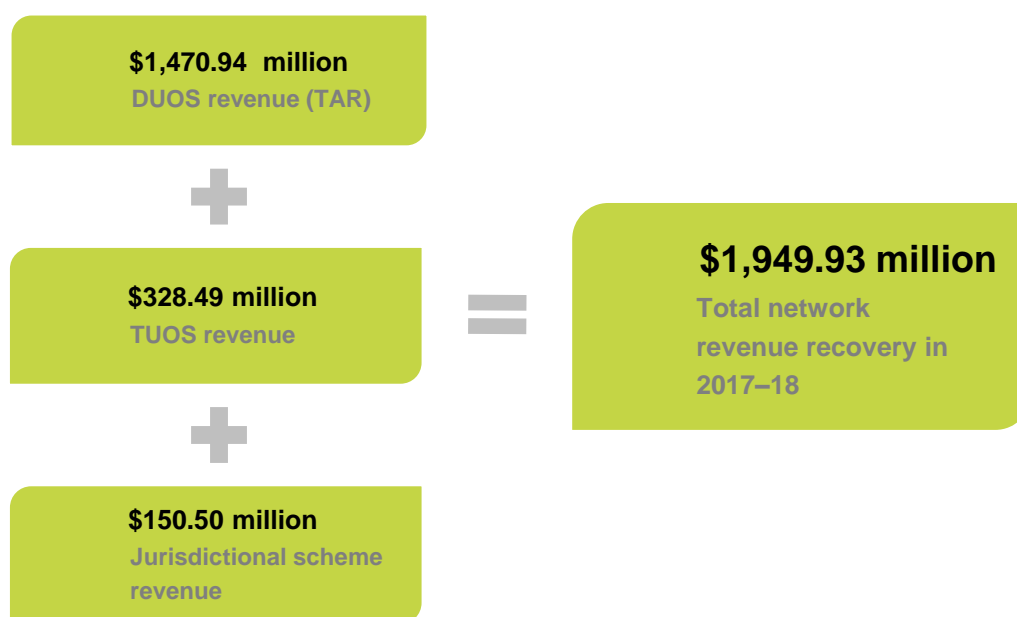 $1,470.94 million
DUOS revenue (TAR)
$328.49 million
TUOS revenue
$150.50 million
Jurisdictional scheme
revenue
$1,949.93 million
Total network
revenue recovery in
2017–18